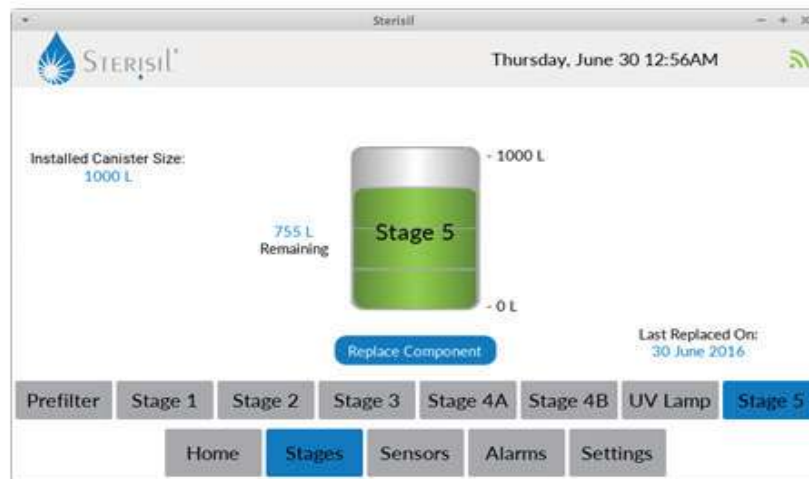 Sterisil
STERISIL®
Thursday, June 30 12:56AM
Installed Canister Size:
1000 L
- 1000 L
755 L
Remaining
Stage 5
- 0 L
Replace Component
Last Replaced On:
30 June 2016
Prefilter Stage 1 Stage 2 Stage 3 Stage 4A Stage 4B UV Lamp Stage 5
Home Stages Sensors Alarms Settings